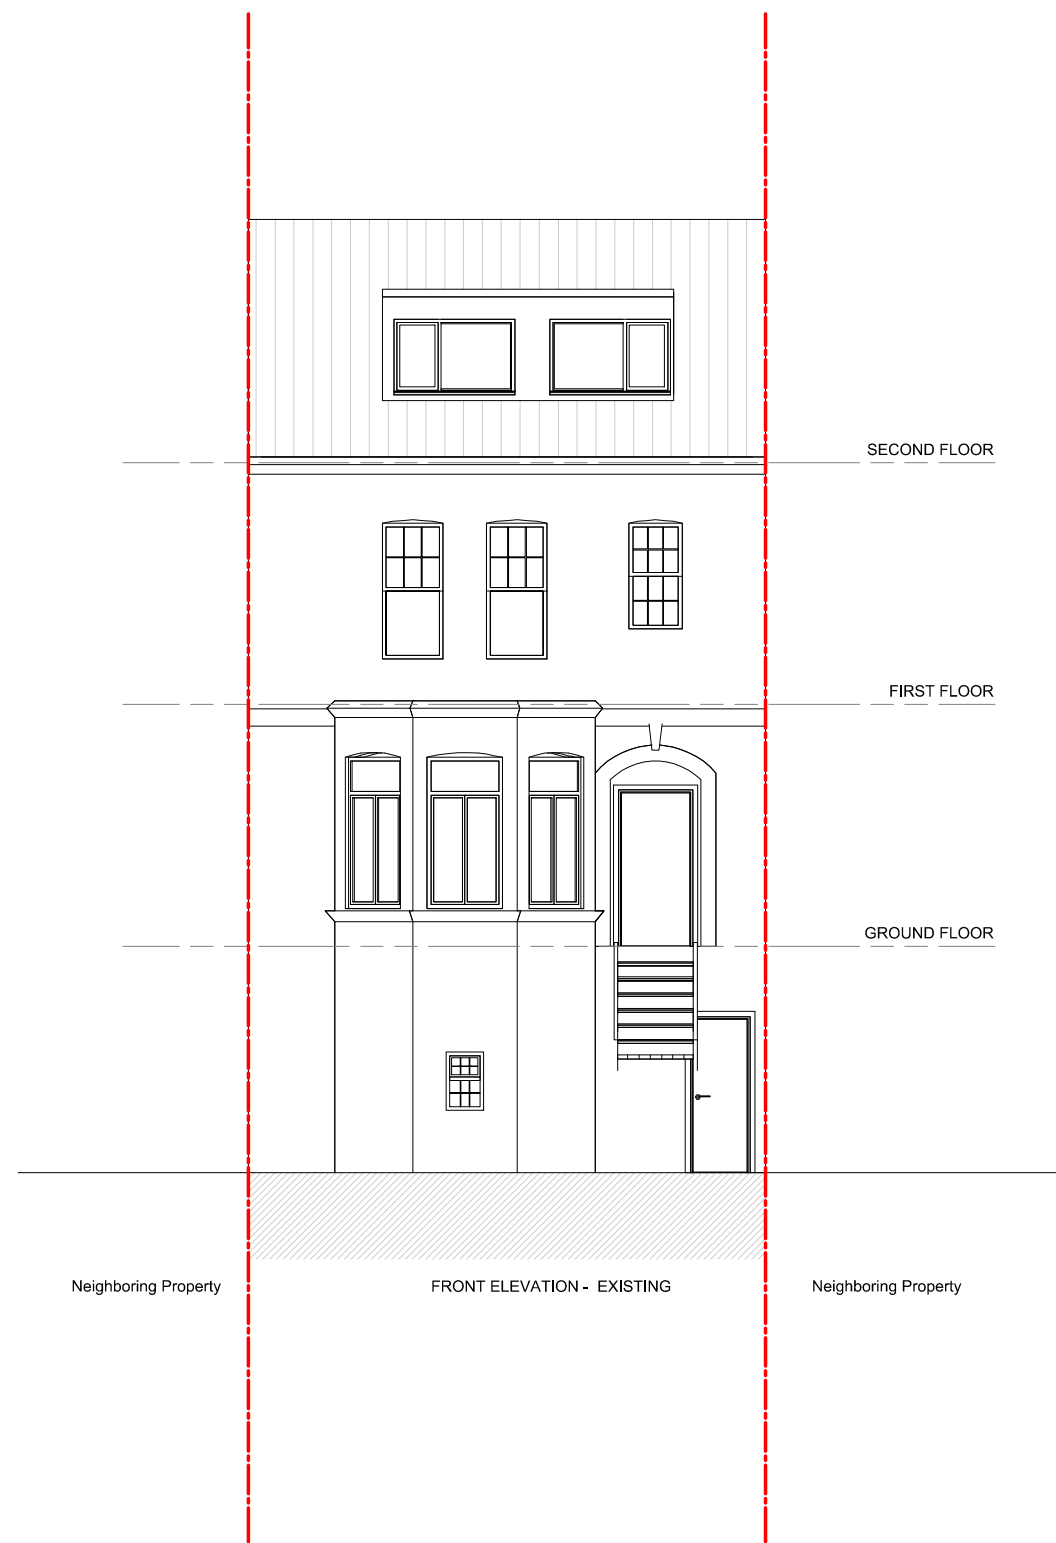 SECOND FLOOR
FIRST FLOOR
GROUND FLOOR
Neighboring Property
FRONT ELEVATION - EXISTING
Neighboring Property